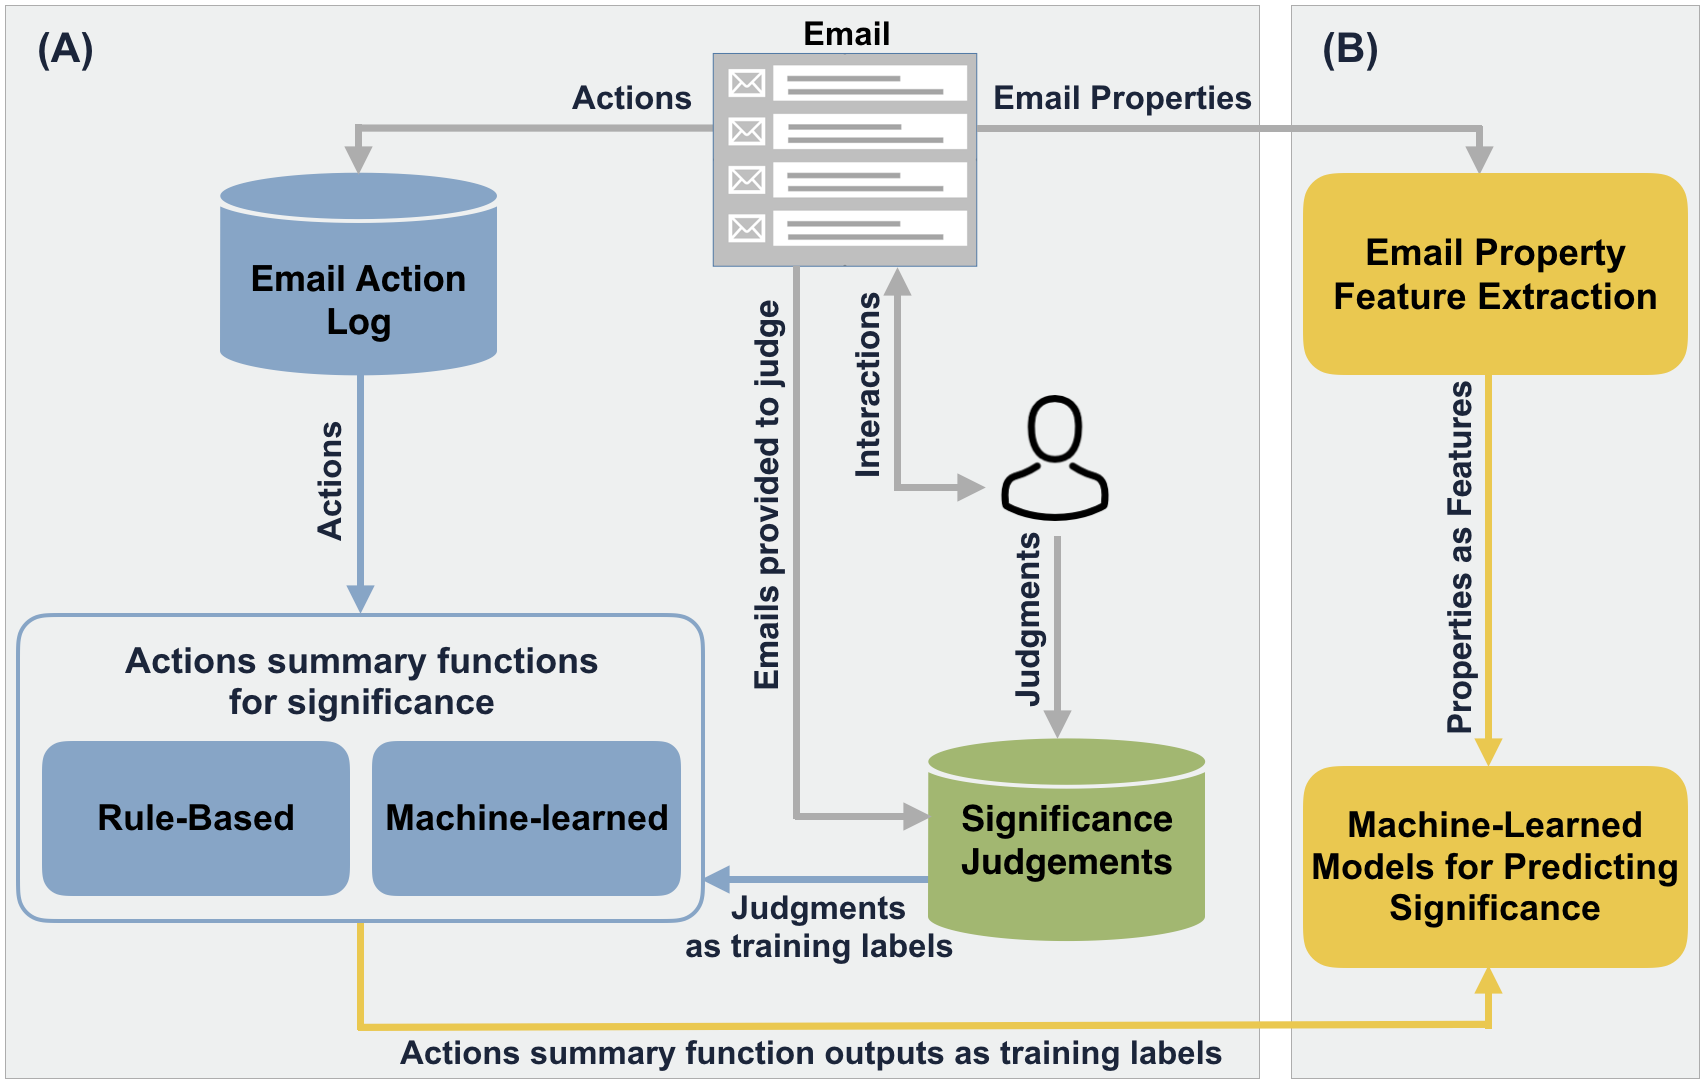 (A)
Email
(B)
Actions
Email Properties
Email Action
Log
Email Property
Feature Extraction
Actions
Emails provided to judge
Interactions
Judgments
Properties as Features
Actions summary functions
for significance
Rule-Based
Machine-learned
Significance
Judgements
Machine-Learned
Models for Predicting
Significance
Judgments
as training labels
Actions summary function outputs as training labels